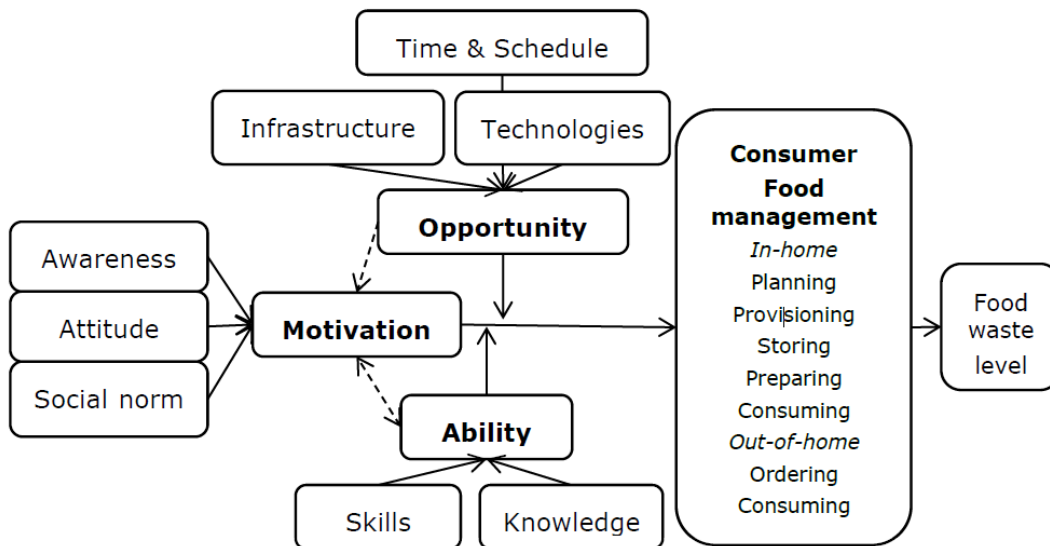 Time & Schedule
Infrastructure
Technologies
Opportunity
Awareness
Attitude
Social norm
Motivation
Ability
Skills
Knowledge
Consumer
Food
management
In-home
Planning
Provisioning
Storing
Preparing
Consuming
Out-of-home
Ordering
Consuming
Food
waste
level